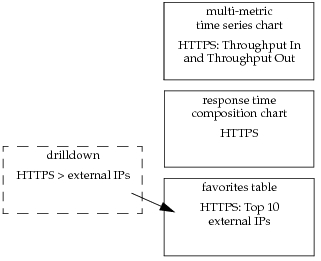 multi-metric
time series chart
HTTPS: Throughput In
and Throughput Out
response time
composition chart
HTTPS
drilldown
HTTPS > external IPs
favorites table
HTTPS: Top 10
external IPs